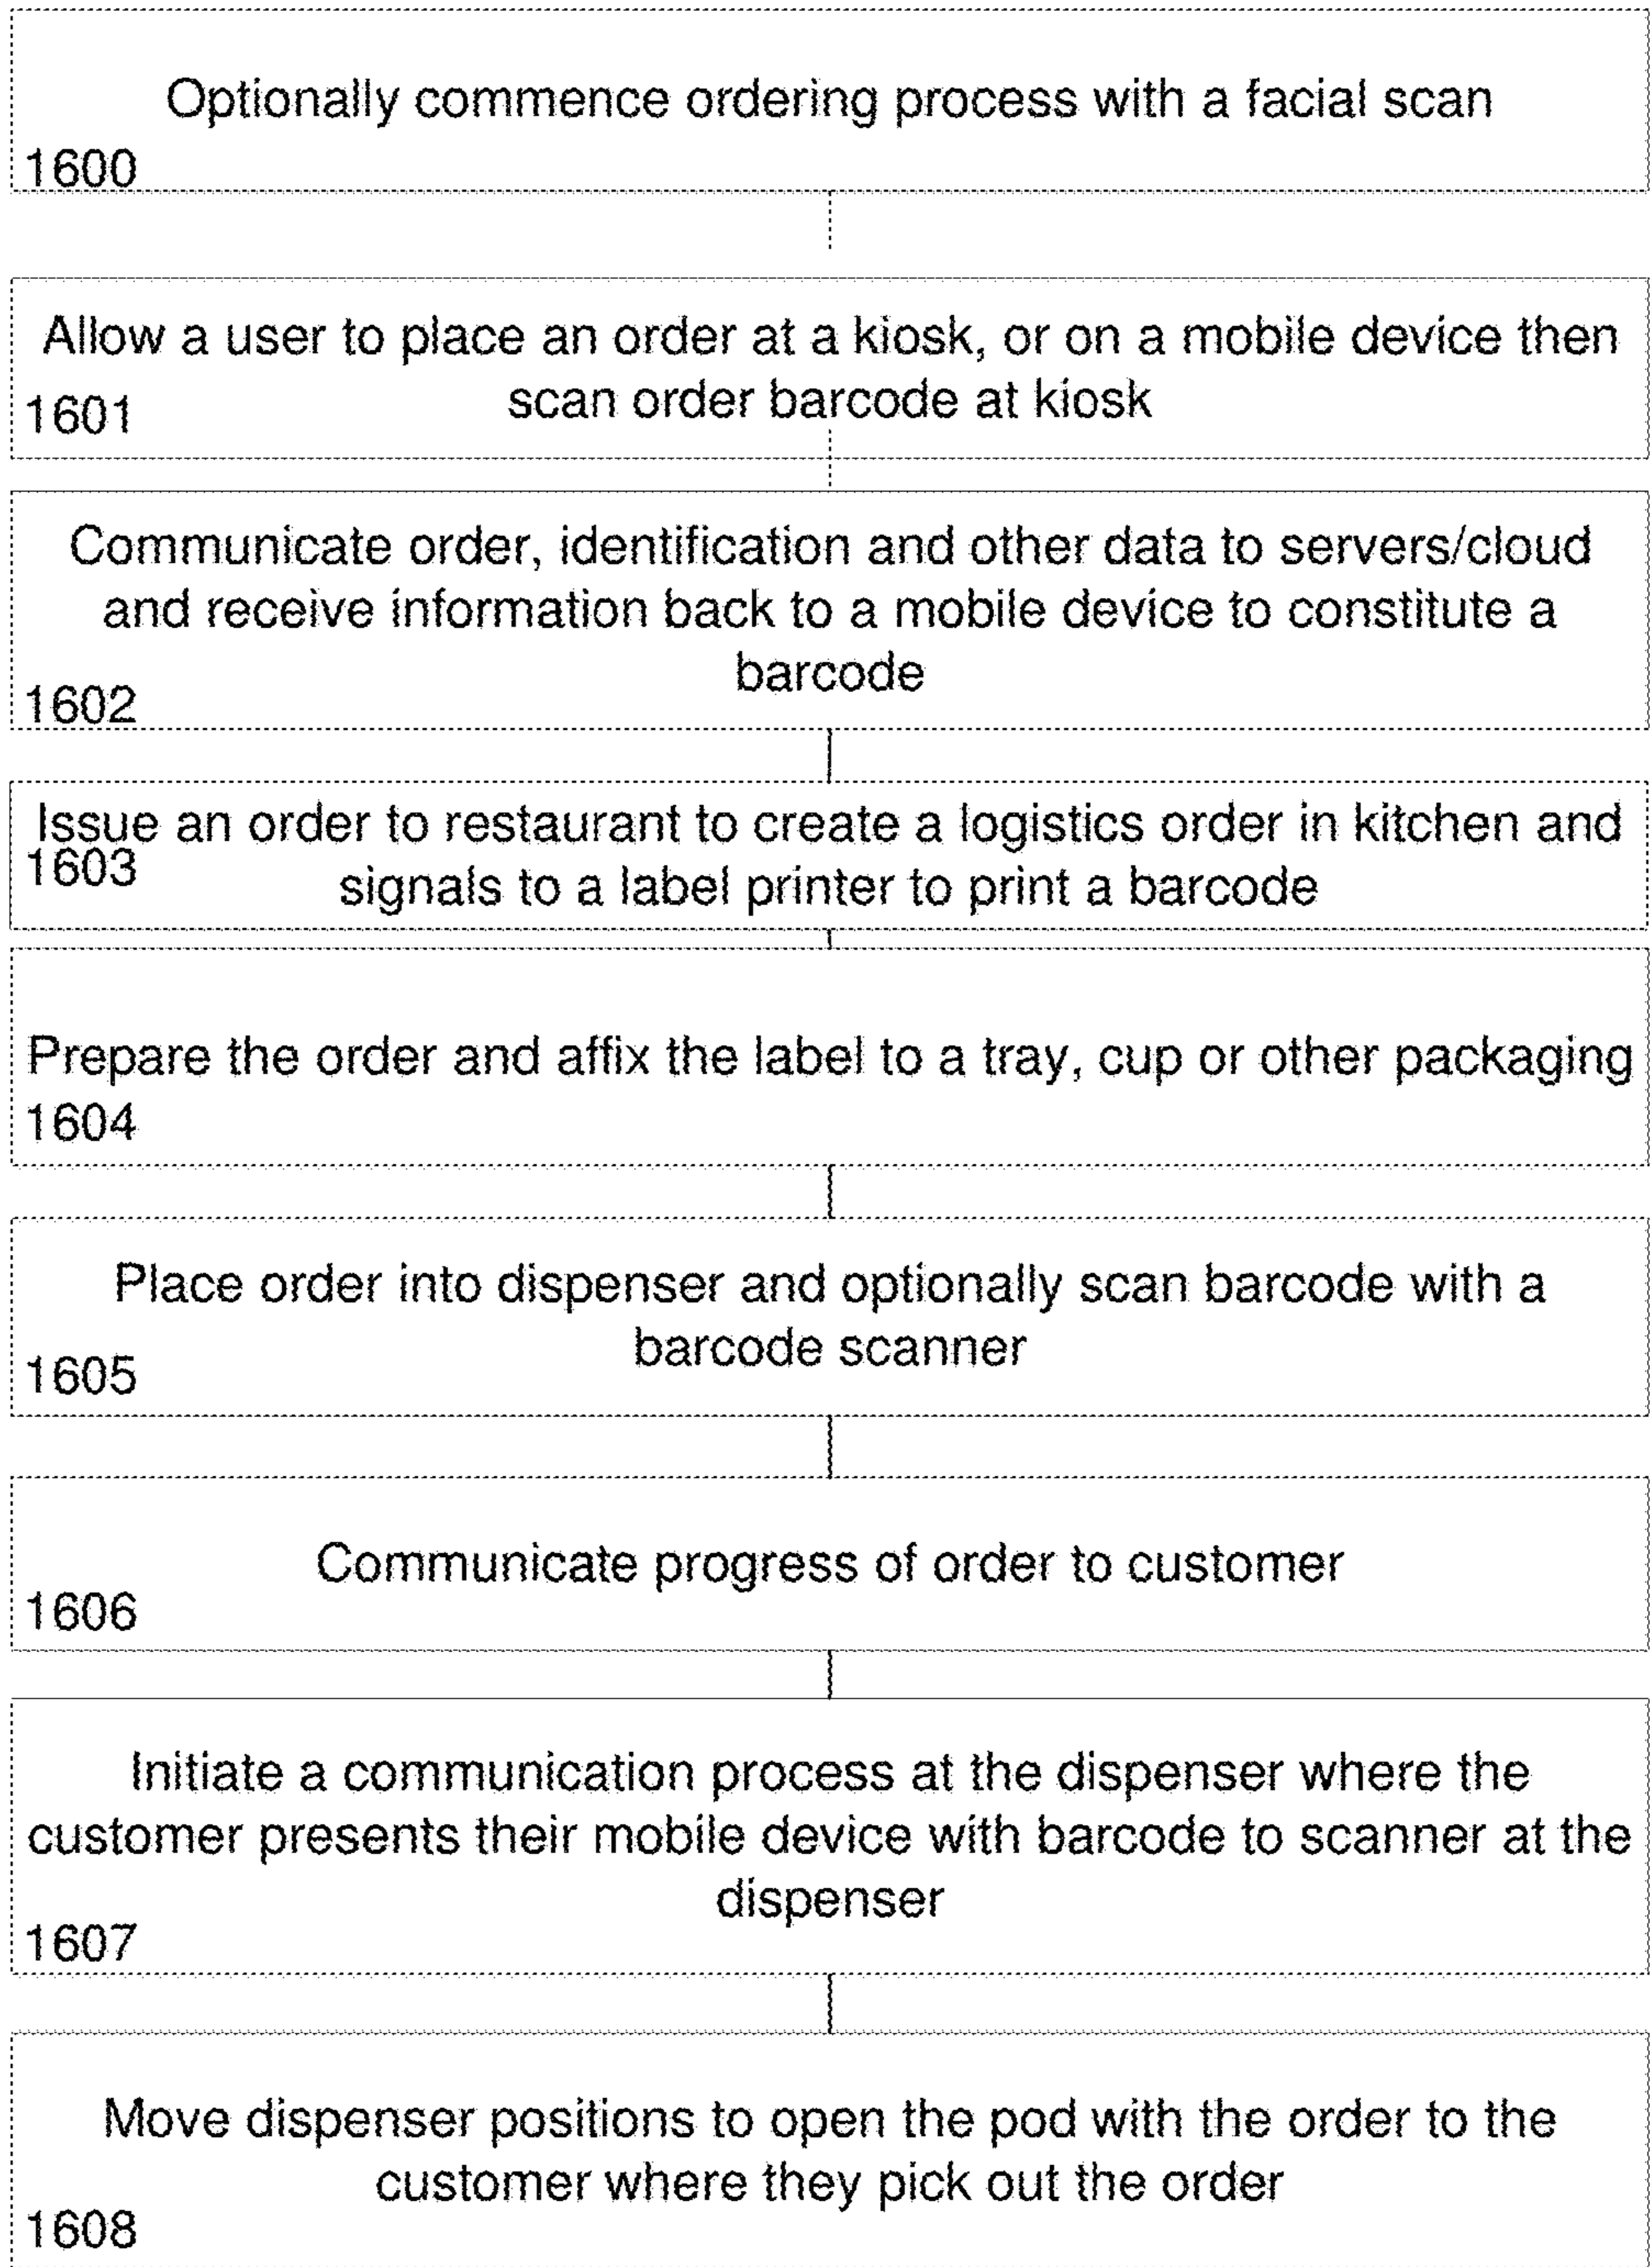 Optionally commence ordering process with a facial scan
1600
Allow a user to place an order at a kiosk, or on a mobile device then
scan order barcode at kiosk
1601
Communicate order, identification and other data to servers/cloud
and receive information back to a mobile device to constitute a
barcode
1602
Issue an order to restaurant to create a logistics order in kitchen and
1603
signals to a label printer to print a barcode
Prepare the order and affix the label to a tray, cup or other packaging
1604
Place order into dispenser and optionally scan barcode with a
barcode scanner
1605
Communicate progress of order to customer
1606
Initiate a communication process at the dispenser where the
customer presents their mobile device with barcode to scanner at the
dispenser
1607
Move dispenser positions to open the pod with the order to the
customer where they pick out the order
1608